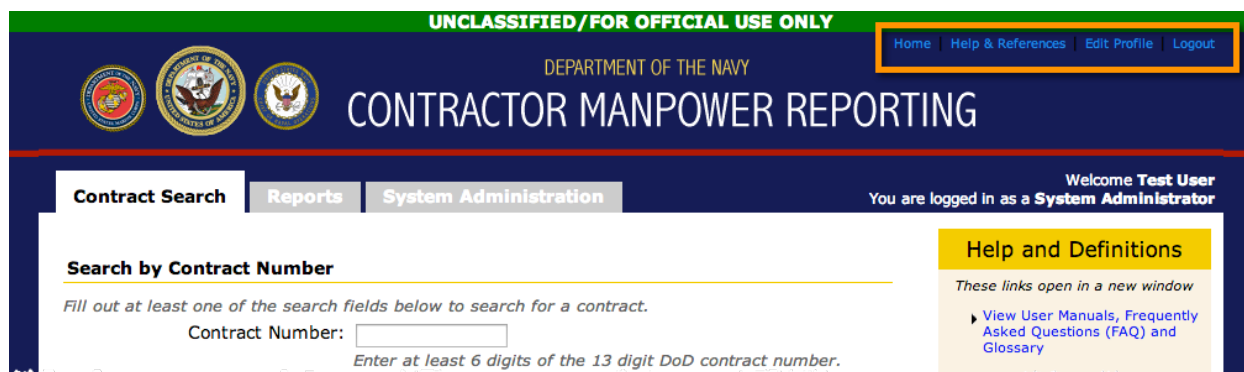 UNCLASSIFIED/FOR OFFICIAL USE ONLY
Home | Help & References | Edit Profile | Logout
DEPARTMENT OF THE NAVY
CONTRACTOR MANPOWER REPORTING
Contract Search Reports System Administration
Welcome Test User
You are logged in as a System Administrator
Search by Contract Number
Fill out at least one of the search fields below to search for a contract.
Contract Number:
Enter at least 6 digits of the 13 digit DoD contract number.
Help and Definitions
These links open in a new window
View User Manuals, Frequently
Asked Questions (FAQ) and
Glossary